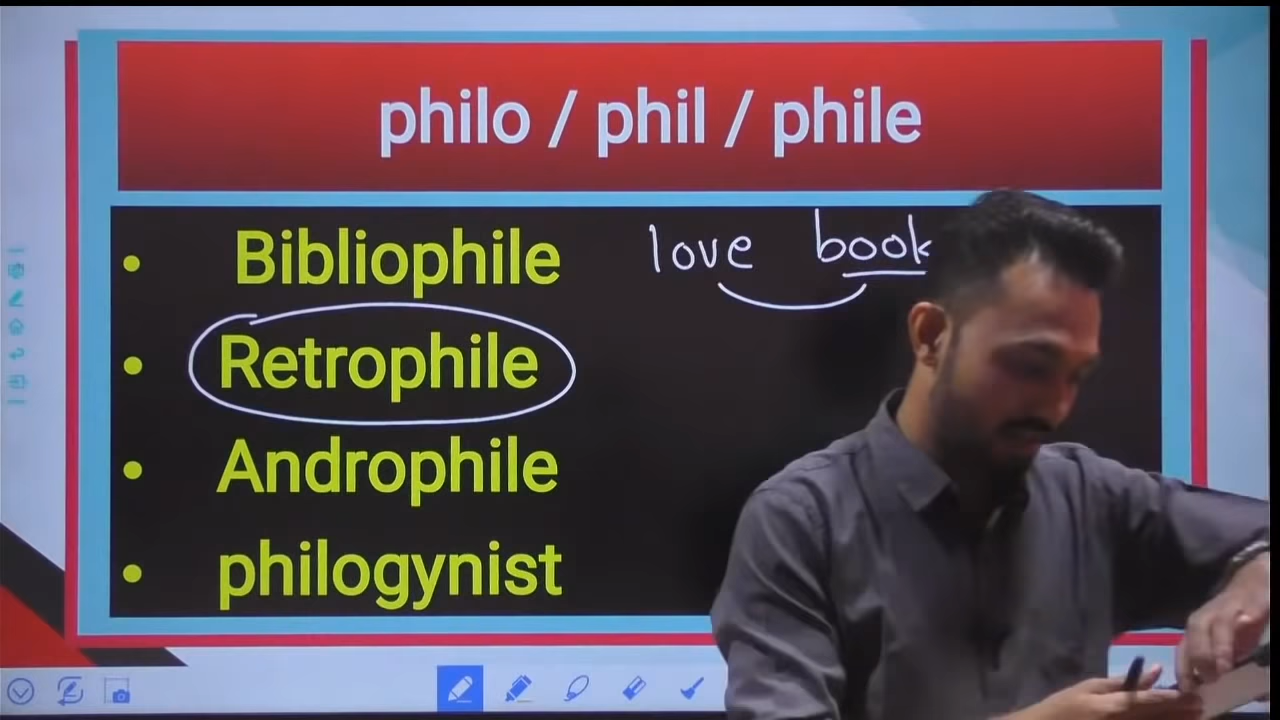 philo / phil / phile
• Bibliophile love book
• Retrophile
• Androphile
• philogynist